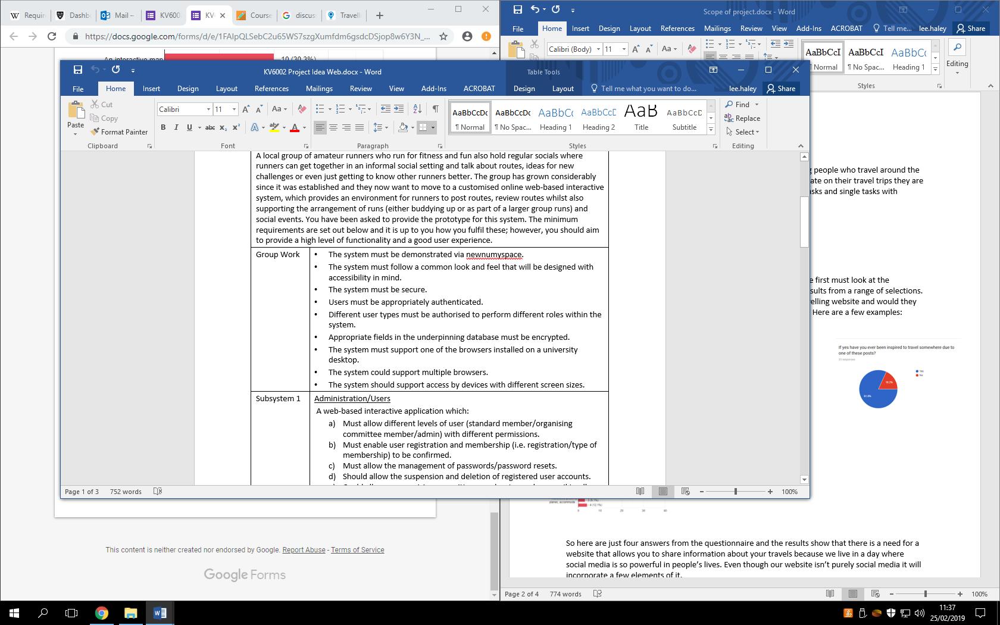 Requir
Dashb
Mail –
KV600
KV
Course
discus
Travell
https://docs.google.com/forms/d/e/1FAIpQLSebC2u65WS7szgXumfdm6gsdcDSjop8w6Y3N_...
An interactive map
10 (30.3%)
Scope of project.docx - Word
File
Home
Insert
Design
Layout
References
Mailings
Review
View
Add-Ins
ACROBAT
Tell me...
lee.haley
Share
Calibri (Body)
11
Aa
AaBbCcI
AaBbCcI
AaBbC
Normal
¶ No Spac...
Heading 1
Editing
Styles
KV6002 Project Idea Web.docx - Word
Table Tools
File
Home
Insert
Design
Layout
References
Mailings
Review
View
Add-Ins
ACROBAT
Design
Layout
Tell me what you want to do...
lee.haley
Share
Paste
Cut
Copy
Format Painter
Clipboard
Calibri
11
Aa
B I U abc x₂ x²
Font
Paragraph
AaBbCcDc
AaBbCcDc
AaBbC
AaBbCcD
AaB
AaBbCcD
¶ Normal
¶ No Spac...
Heading 1
Heading 2
Title
Subtitle
Styles
Find
Replace
Select
Editing
A local group of amateur runners who run for fitness and fun also hold regular socials where
runners can get together in an informal social setting and talk about routes, ideas for new
challenges or even just getting to know other runners better. The group has grown considerably
since it was established and they now want to move to a customised online web-based interactive
system, which provides an environment for runners to post routes, review routes whilst also
supporting the arrangement of runs (either buddying up or as part of a larger group runs) and
social events. You have been asked to provide the prototype for this system. The minimum
requirements are set out below and it is up to you how you fulfil these; however, you should aim
to provide a high level of functionality and a good user experience.
Group Work
• The system must be demonstrated via newnumyspace.
• The system must follow a common look and feel that will be designed with
accessibility in mind.
• The system must be secure.
• Users must be appropriately authenticated.
• Different user types must be authorised to perform different roles within the
system.
• Appropriate fields in the underpinning database must be encrypted.
• The system must support one of the browsers installed on a university
desktop.
• The system could support multiple browsers.
• The system should support access by devices with different screen sizes.
Subsystem 1
Administration/Users
A web-based interactive application which:
a) Must allow different levels of user (standard member/organising
committee member/admin) with different permissions.
b) Must enable user registration and membership (i.e. registration/type of
membership) to be confirmed.
c) Must allow the management of passwords/password resets.
d) Should allow the suspension and deletion of registered user accounts.
Page 1 of 3
752 words
100%
people who travel around the
ate on their travel trips they are
sks and single tasks with
e first must look at the
sults from a range of selections.
velling website and would they
Here are a few examples:
If yes have you ever been inspired to travel somewhere due to
one of these posts?
33 responses
Yes
No
18.2%
81.8%
4 (12.1%)
0
10
20
30
40
So here are just four answers from the questionnaire and the results show that there is a need for a
website that allows you to share information about your travels because we live in a day where
social media is so powerful in people's lives. Even though our website isn't purely social media it will
incorporate a few elements of it.
Page 2 of 4
774 words
100%
This content is neither created nor endorsed by Google. Report Abuse - Terms of Service
Google Forms
11:37
25/02/2019